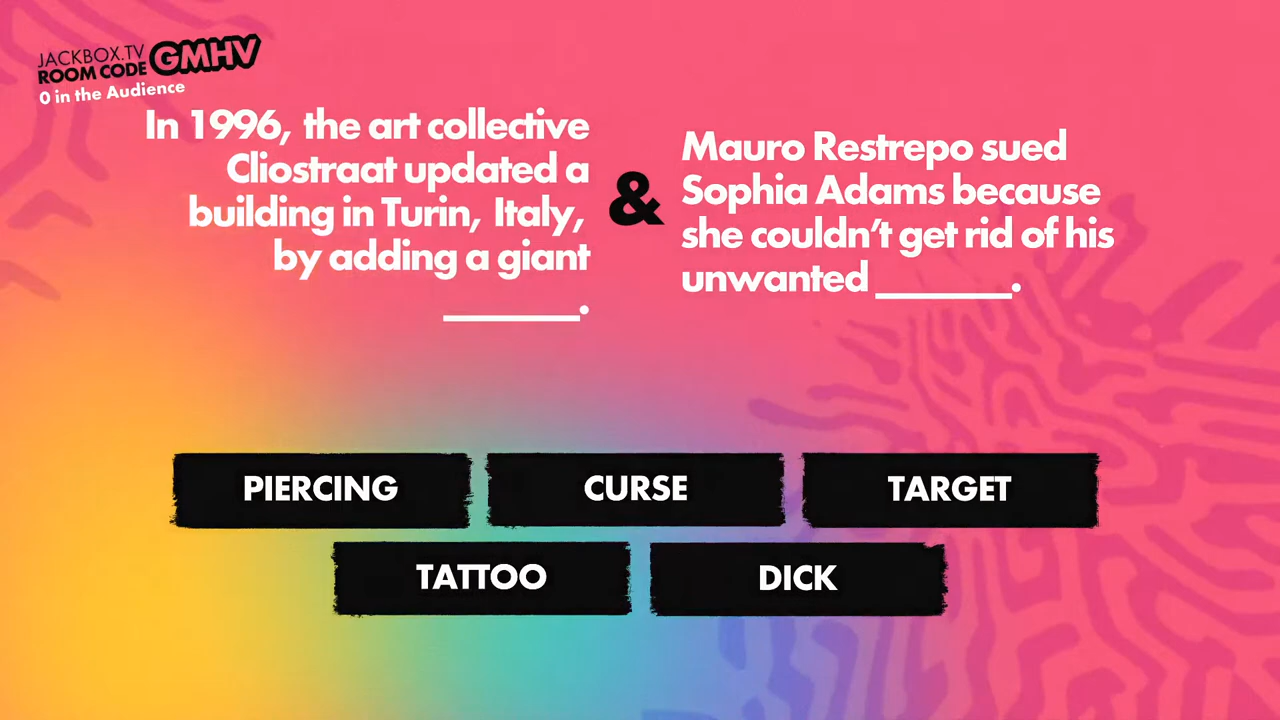 JACKBOX.TV
ROOM CODE GMHV
0 in the Audience
In 1996, the art collective
Cliostraat updated a
building in Turin, Italy,
by adding a giant
_______.
&
Mauro Restrepo sued
Sophia Adams because
she couldn't get rid of his
unwanted _______.
PIERCING
CURSE
TARGET
TATTOO
DICK